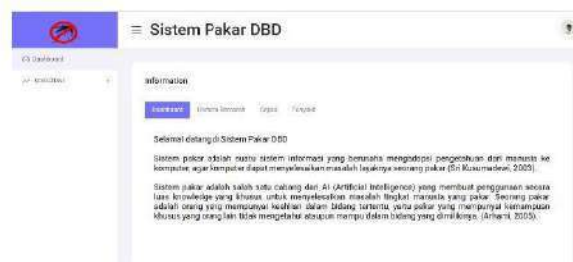 Sistem Pakar DBD
Dashboard
Information
Dashboard
Gejala Penyakit
Selamat datang di Sistem Pakar DBD
Sistem pakar adalah suatu sistem informasi yang berusaha mengadopsi pengetahuan dari manusia ke
komputer, agar komputer dapat menyelesaikan masalah layaknya seorang pakar (Sri Kusumadewi, 2003).
Sistem pakar adalah salah satu cabang dari AI (Artificial Intelligence) yang membuat penggunaan secara
luas knowledge yang khusus untuk menyelesaikan masalah tingkat manusia yang pakar. Seorang pakar
adalah orang yang mempunyai keahlian dalam bidang tertentu, yaitu pakar yang mempunyai kemampuan
khusus yang orang lain tidak mengetahui ataupun mampu dalam bidang yang dimilikinya. (Arhami, 2005).